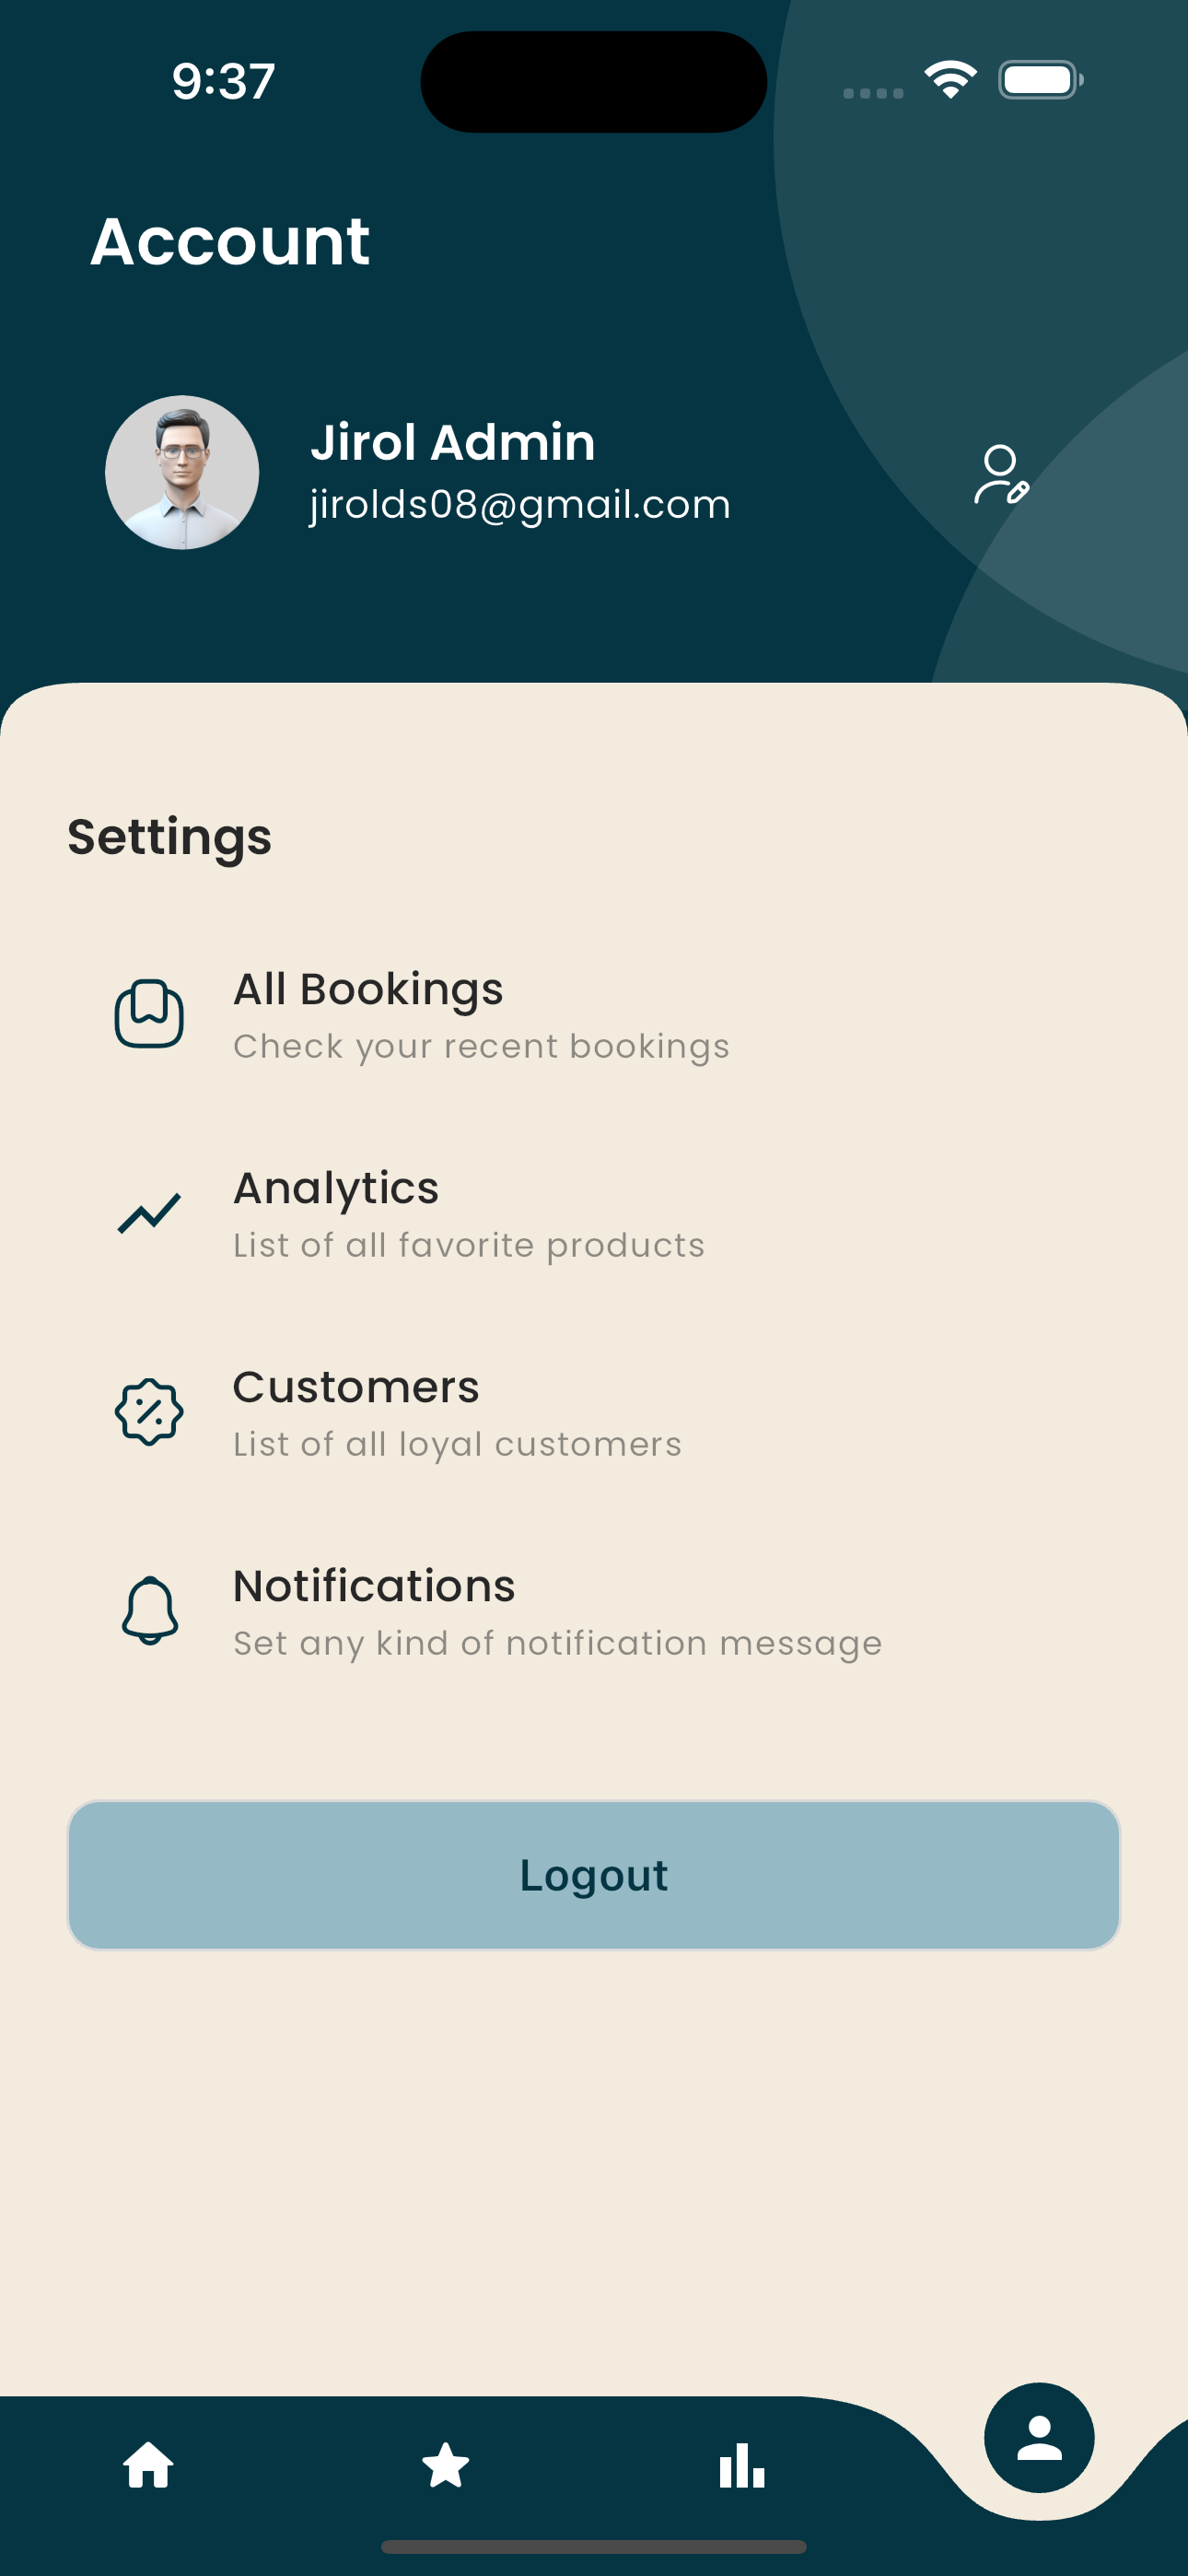 9:37
Account
Jirol Admin
jirolds08@gmail.com
Settings
All Bookings
Check your recent bookings
Analytics
List of all favorite products
Customers
List of all loyal customers
Notifications
Set any kind of notification message
Logout